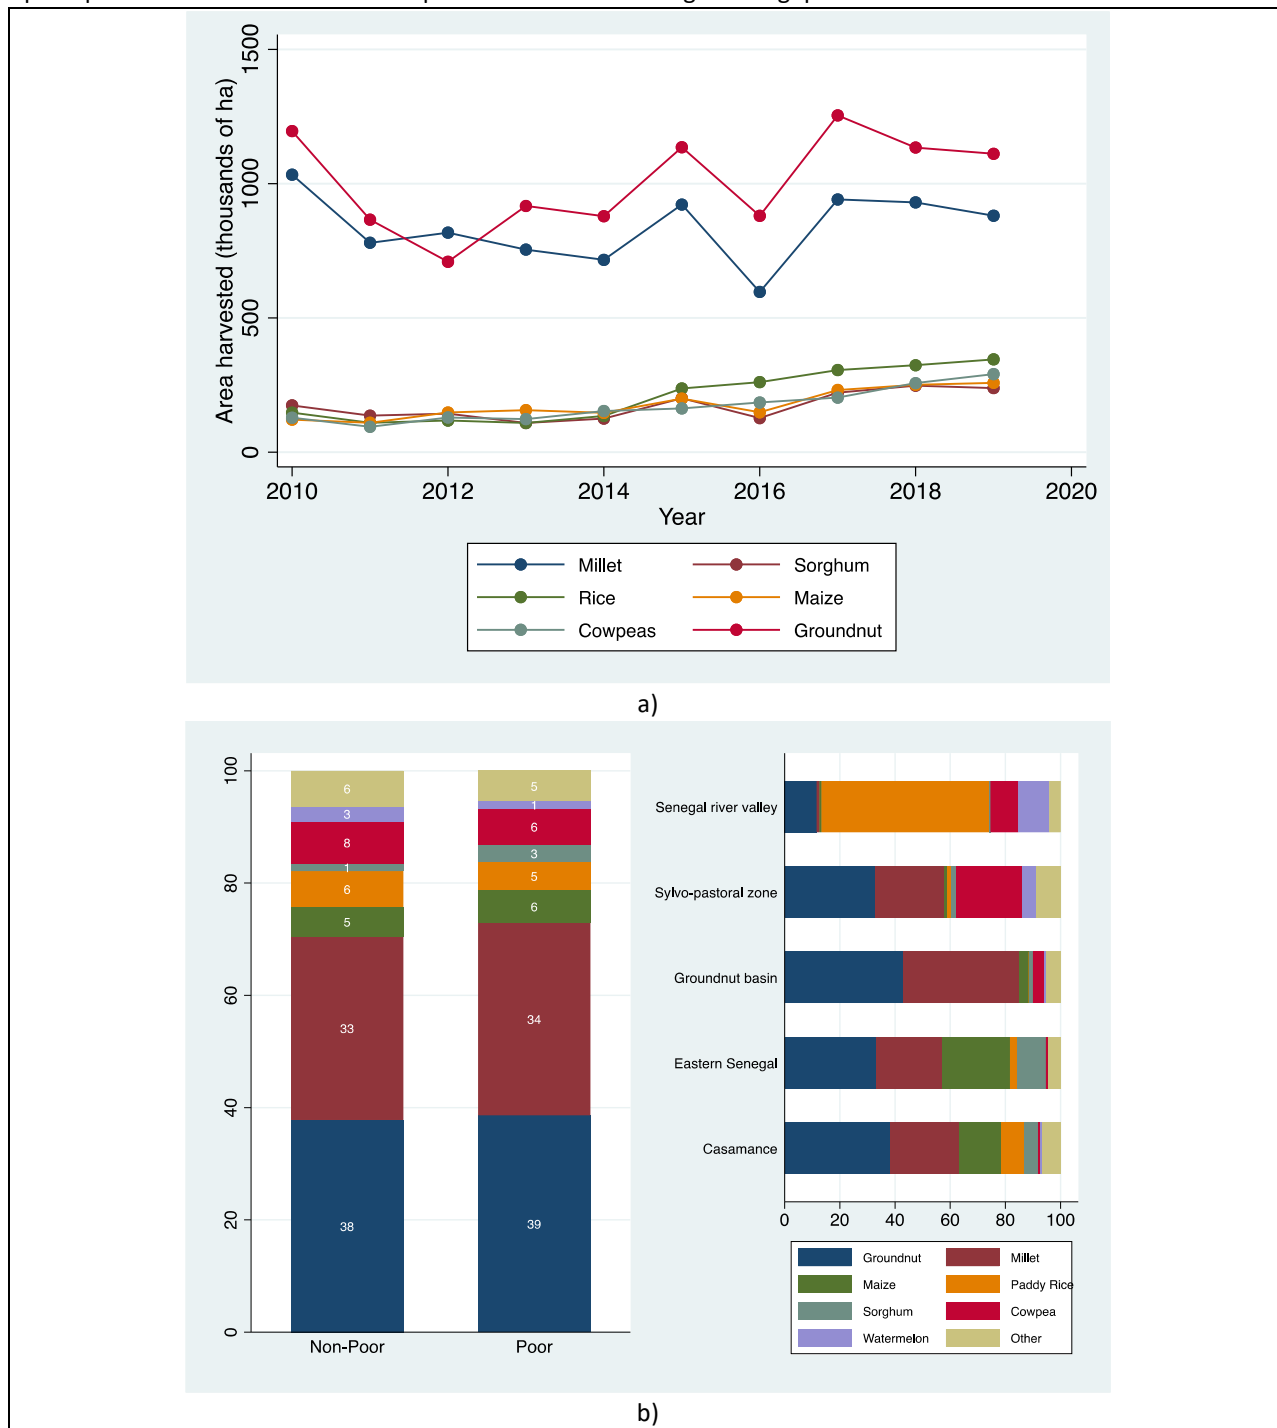 1500
1000
500
0
Area harvested (thousands of ha)
2010 2012 2014 2016 2018 2020
Year
Millet Sorghum
Rice Maize
Cowpeas Groundnut
a)
100
80
60
40
20
0
6
3
8
1
6
5
33
38
5
1
6
3
5
6
34
39
Non-Poor Poor
Senegal river valley
Sylvo-pastoral zone
Groundnut basin
Eastern Senegal
Casamance
0 20 40 60 80 100
Groundnut Millet
Maize Paddy Rice
Sorghum Cowpea
Watermelon Other
b)